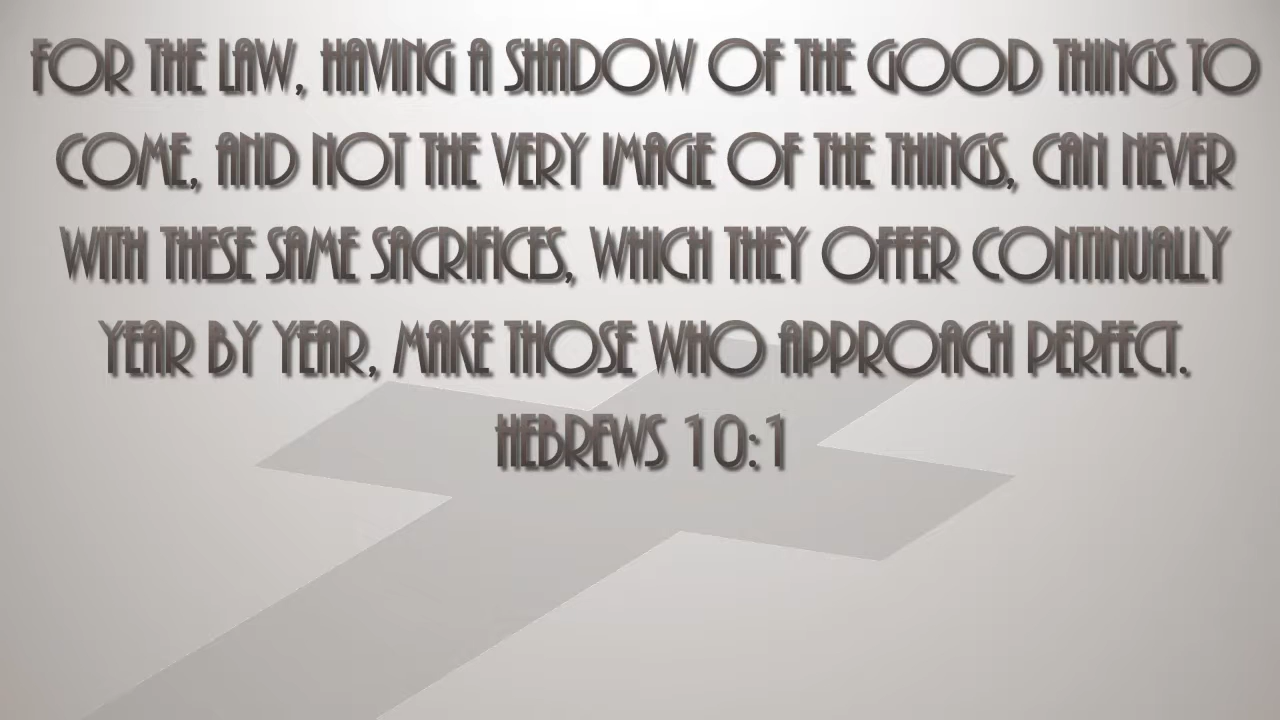 FOR THE LAW, HAVING A SHADOW OF THE GOOD THINGS TO
COME, AND NOT THE VERY IMAGE OF THE THINGS, CAN NEVER
WITH THESE SAME SACRIFICES, WHICH THEY OFFER CONTINUALLY
YEAR BY YEAR, MAKE THOSE WHO APPROACH PERFECT.
HEBREWS 10:1